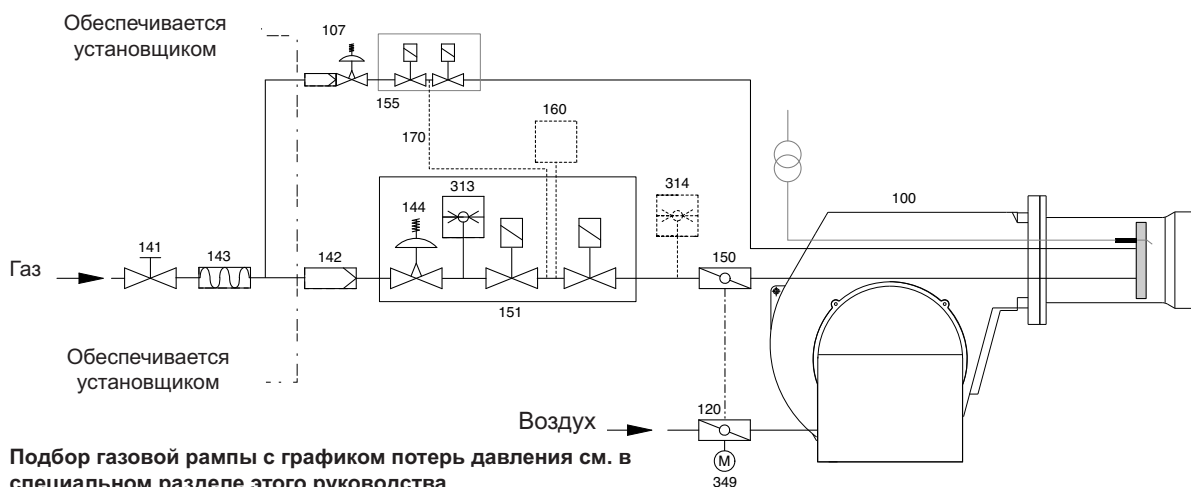 Обеспечивается
установщиком
107
155
160
170
313
314
144
100
141
143
142
150
Газ
151
Обеспечивается
установщиком
120
Воздух
M
349
Подбор газовой рампы с графиком потерь давления см. в
специальном разделе этого руководства